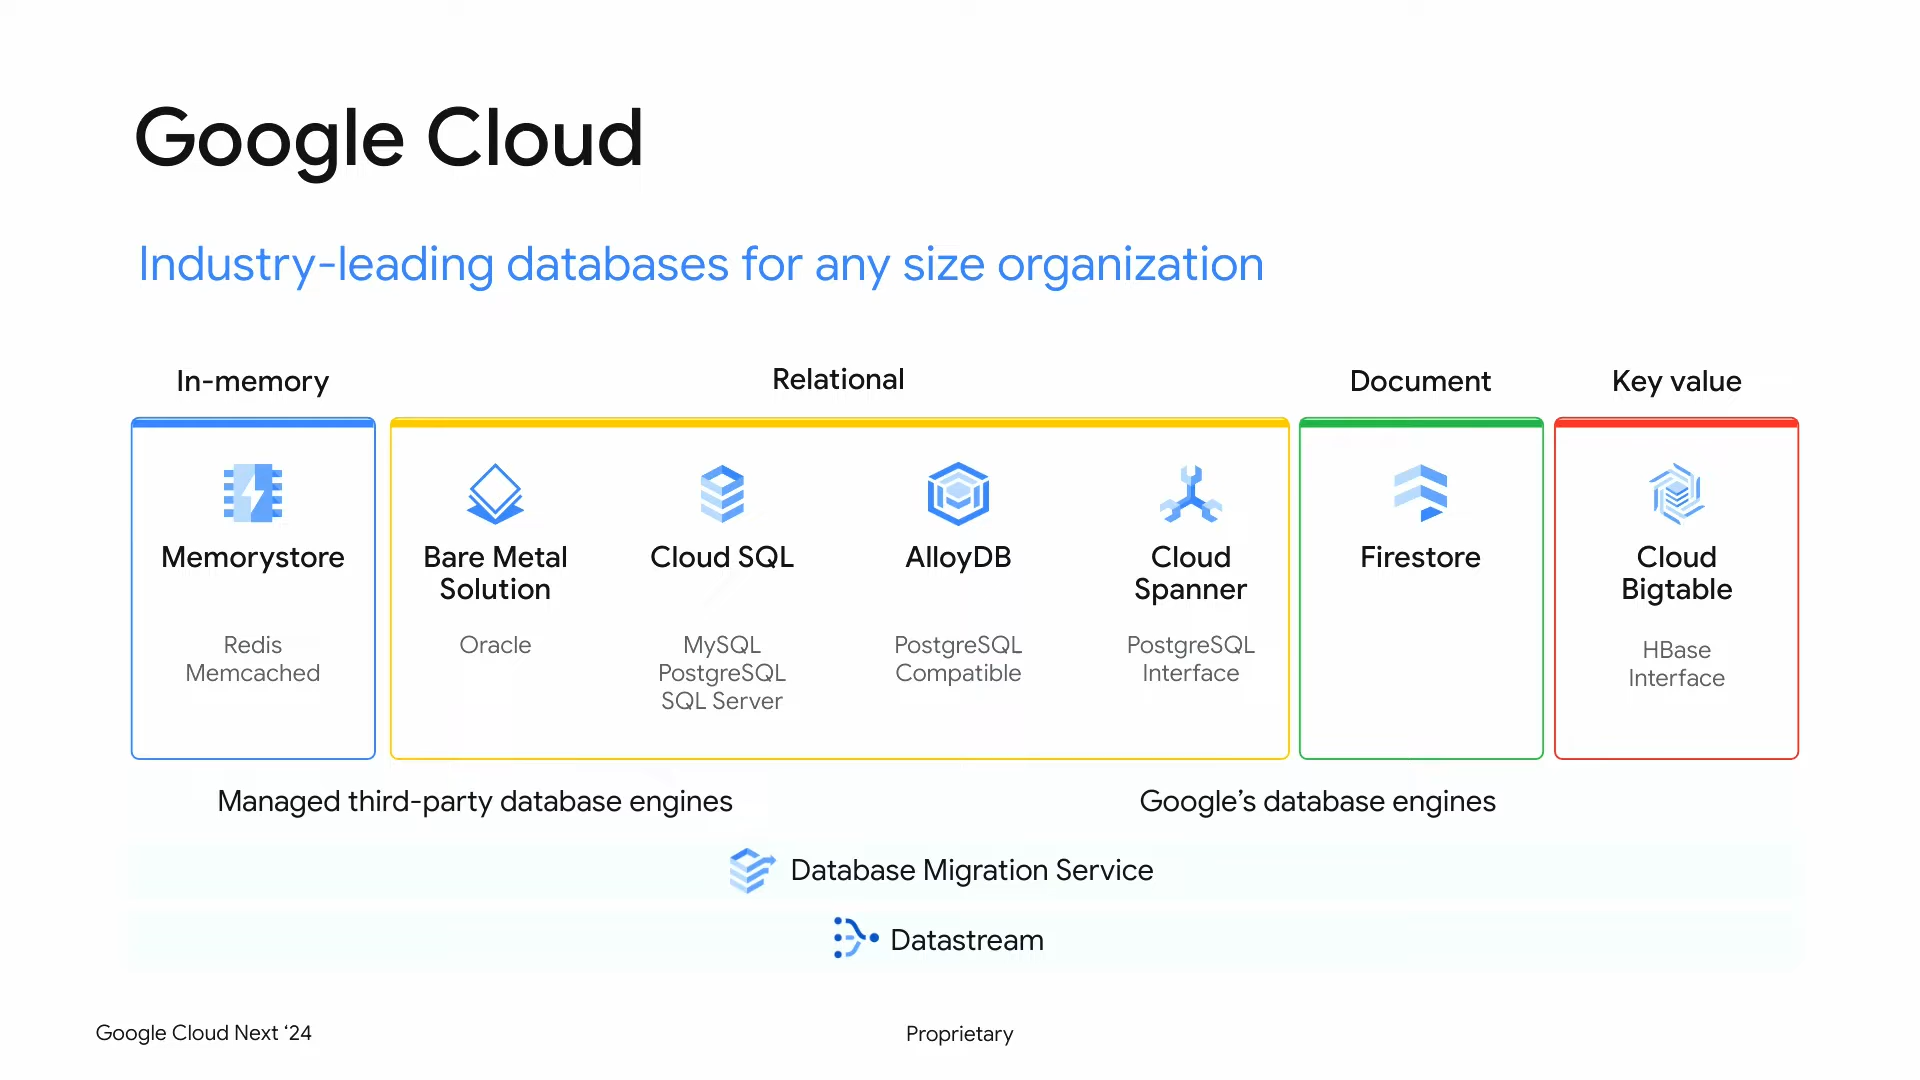 Google Cloud
Industry-leading databases for any size organization
In-memory
Memorystore
Redis
Memcached
Relational
Bare Metal
Solution
Oracle
Cloud SQL
MySQL
PostgreSQL
SQL Server
AlloyDB
PostgreSQL
Compatible
Cloud
Spanner
PostgreSQL
Interface
Document
Firestore
Key value
Cloud
Bigtable
HBase
Interface
Managed third-party database engines
Google’s database engines
Database Migration Service
Datastream
Google Cloud Next ‘24
Proprietary